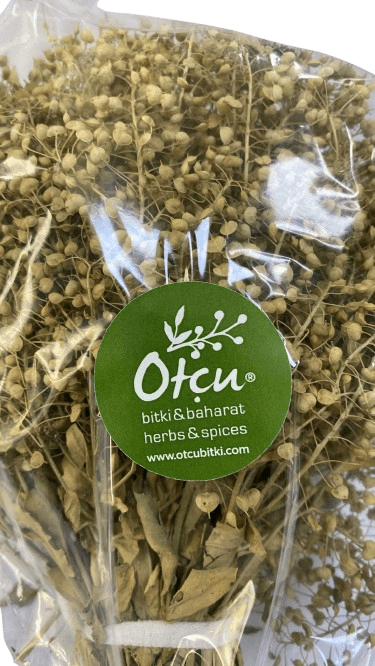 Otçu®
bitki & baharat
herbs & spices
www.otcubitki.com